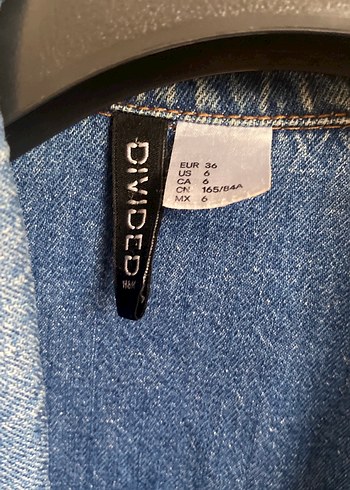 DIVIDED
H&M
EUR 36
US 6
CA 6
CN 165/84A
MX 6